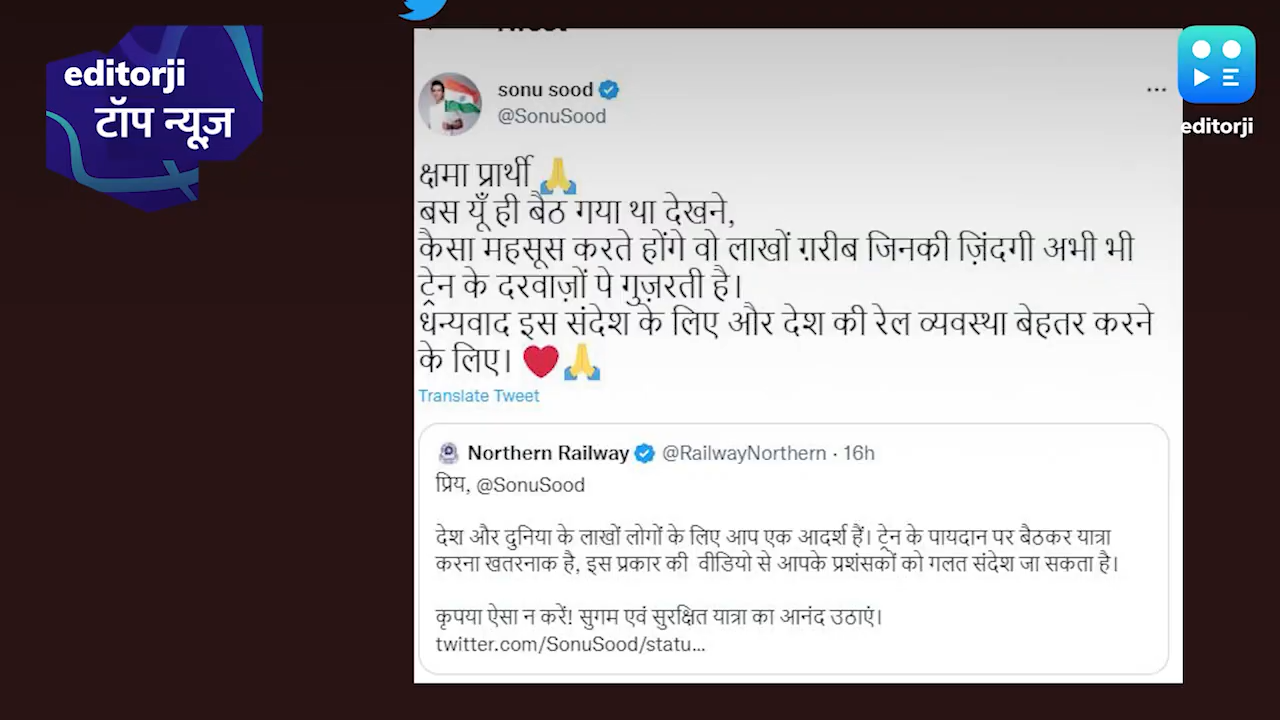 editorji
टॉप न्यूज़
editorji
sonu sood
@SonuSood
क्षमा प्रार्थी 🙏
बस यूँ ही बैठ गया था देखने,
कैसा महसूस करते होंगे वो लाखों ग़रीब जिनकी ज़िंदगी अभी भी
ट्रेन के दरवाज़ों पे गुज़रती है।
धन्यवाद इस संदेश के लिए और देश की रेल व्यवस्था बेहतर करने
के लिए। ❤️🙏
Translate Tweet
Northern Railway @RailwayNorthern · 16h
प्रिय, @SonuSood
देश और दुनिया के लाखों लोगों के लिए आप एक आदर्श हैं। ट्रेन के पायदान पर बैठकर यात्रा
करना खतरनाक है, इस प्रकार की वीडियो से आपके प्रशंसकों को गलत संदेश जा सकता है।
कृपया ऐसा न करें! सुगम एवं सुरक्षित यात्रा का आनंद उठाएं।
twitter.com/SonuSood/statu...